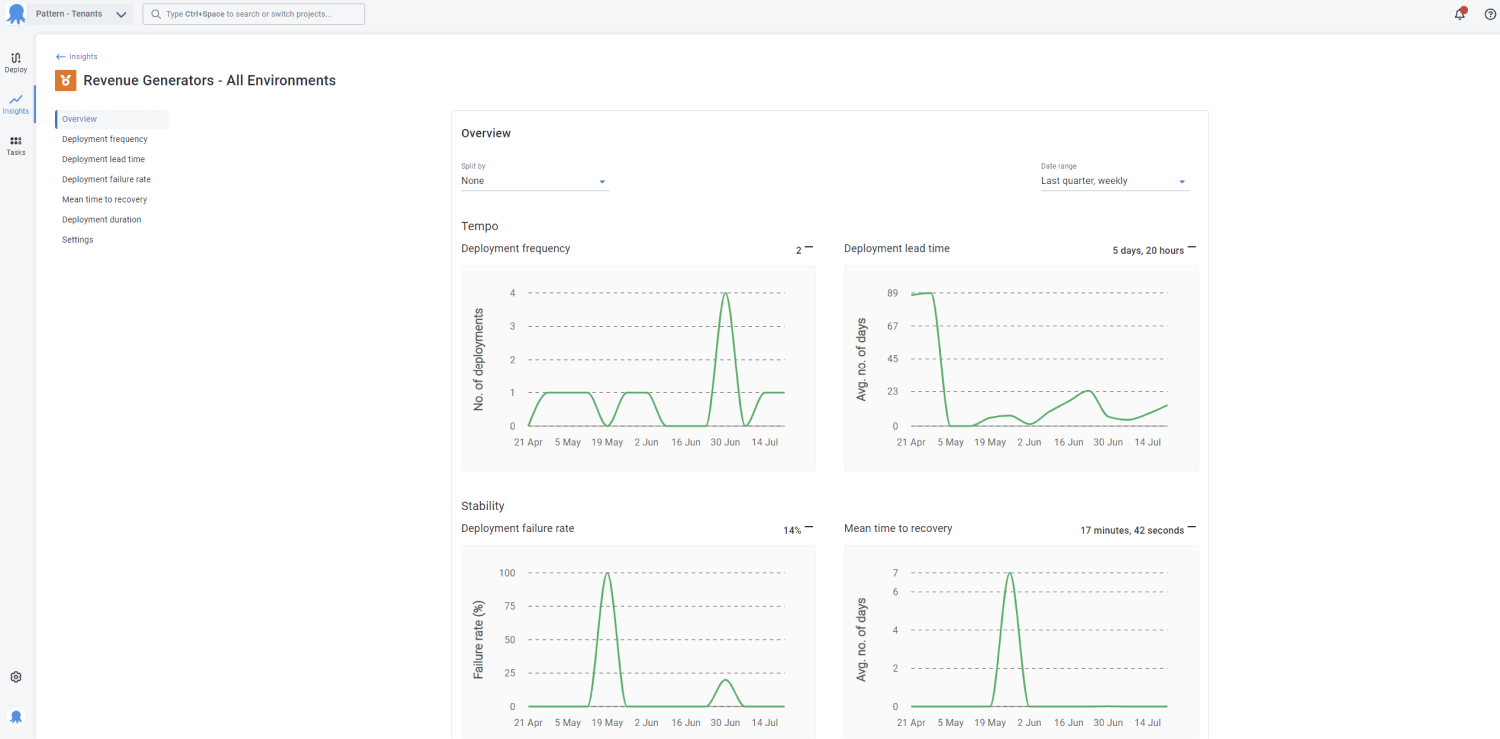 Pattern - Tenants
Type Ctrl+Space to search or switch projects...
Deploy
Insights
Tasks
Insights
Revenue Generators - All Environments
Overview
Deployment frequency
Deployment lead time
Deployment failure rate
Mean time to recovery
Deployment duration
Settings
Overview
Split by
None
Date range
Last quarter, weekly
Tempo
Deployment frequency
2
No. of deployments
4
3
2
1
0
21 Apr 5 May 19 May 2 Jun 16 Jun 30 Jun 14 Jul
Deployment lead time
5 days, 20 hours
Avg. no. of days
89
67
45
23
0
21 Apr 5 May 19 May 2 Jun 16 Jun 30 Jun 14 Jul
Stability
Deployment failure rate
14%
Failure rate (%)
100
75
50
25
0
21 Apr 5 May 19 May 2 Jun 16 Jun 30 Jun 14 Jul
Mean time to recovery
17 minutes, 42 seconds
Avg. no. of days
7
6
4
2
0
21 Apr 5 May 19 May 2 Jun 16 Jun 30 Jun 14 Jul